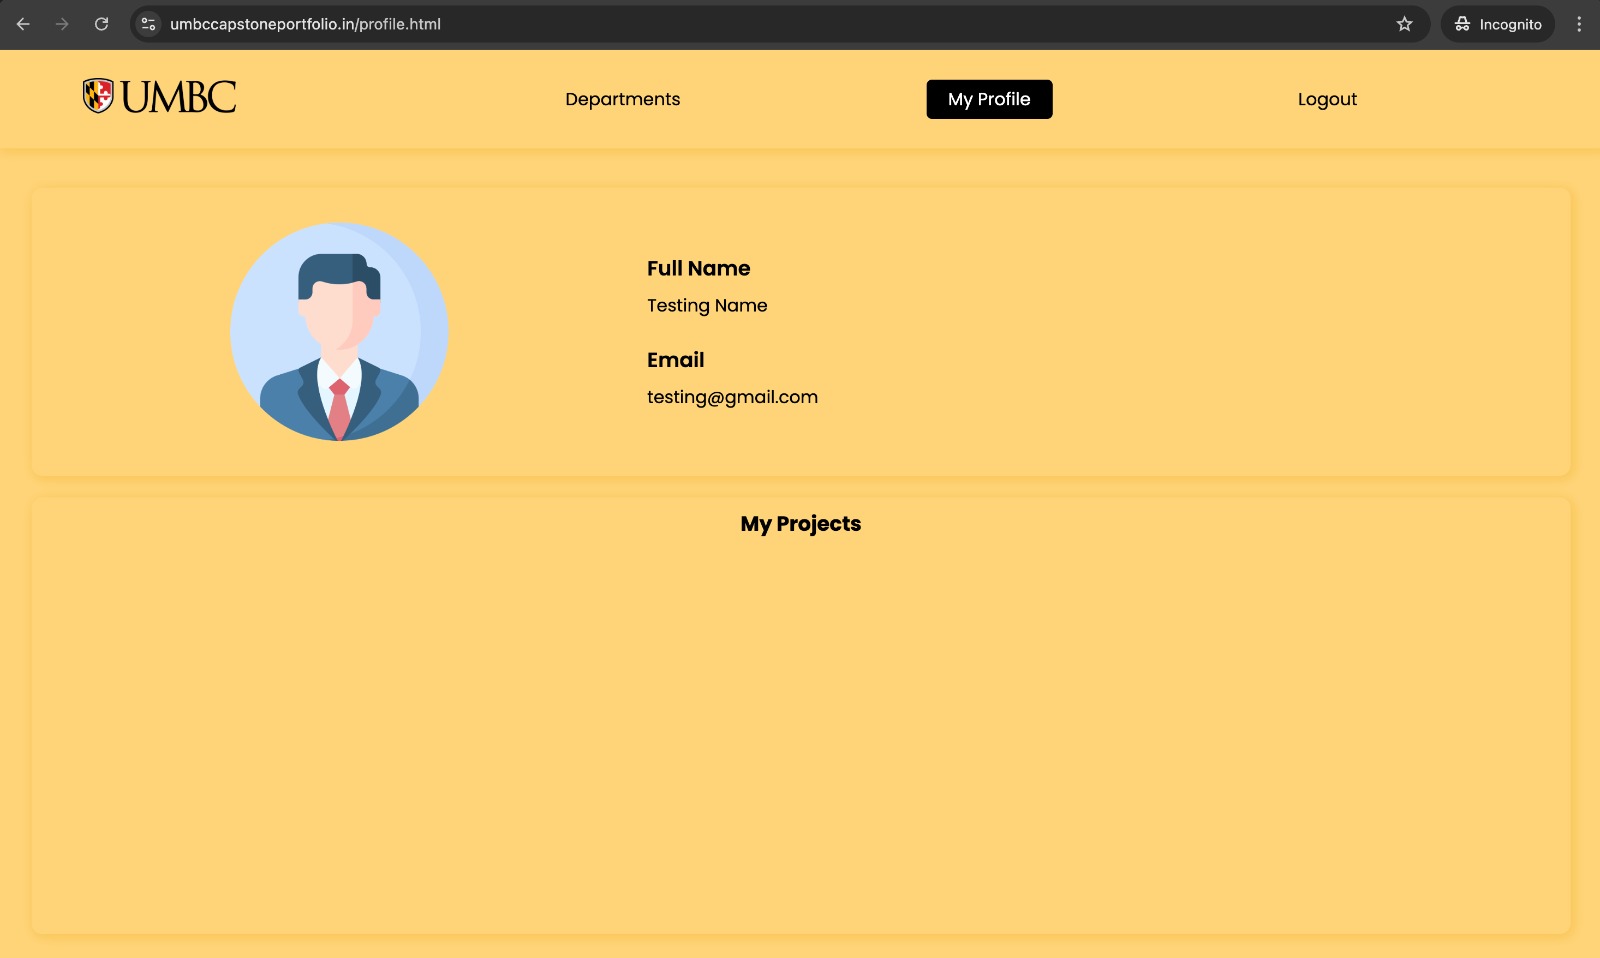 umbccapstoneportfolio.in/profile.html
Incognito
UMBC
Departments
My Profile
Logout
Full Name
Testing Name
Email
testing@gmail.com
My Projects